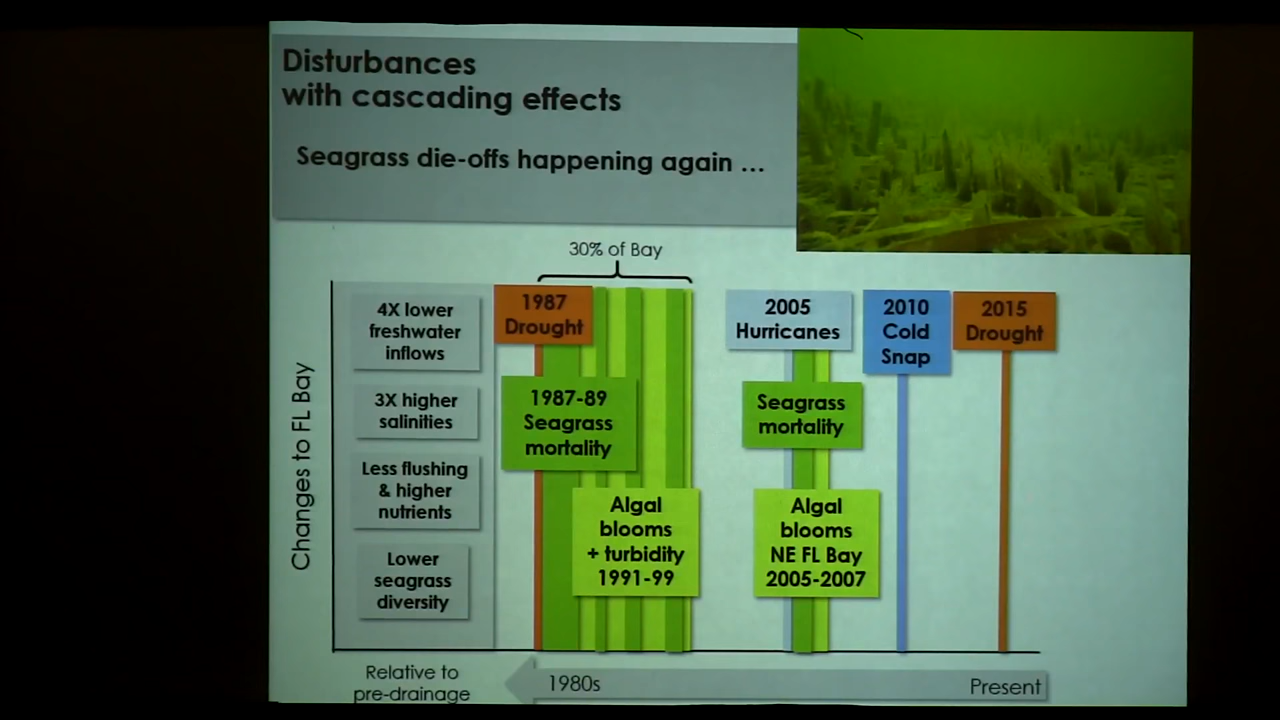 Disturbances
with cascading effects
Seagrass die-offs happening again ...
30% of Bay
Changes to FL Bay
4X lower
freshwater
inflows
3X higher
salinities
Less flushing
& higher
nutrients
Lower
seagrass
diversity
1987
Drought
1987-89
Seagrass
mortality
Algal
blooms
+ turbidity
1991-99
2005
Hurricanes
Seagrass
mortality
Algal
blooms
NE FL Bay
2005-2007
2010
Cold
Snap
2015
Drought
Relative to
pre-drainage
1980s
Present